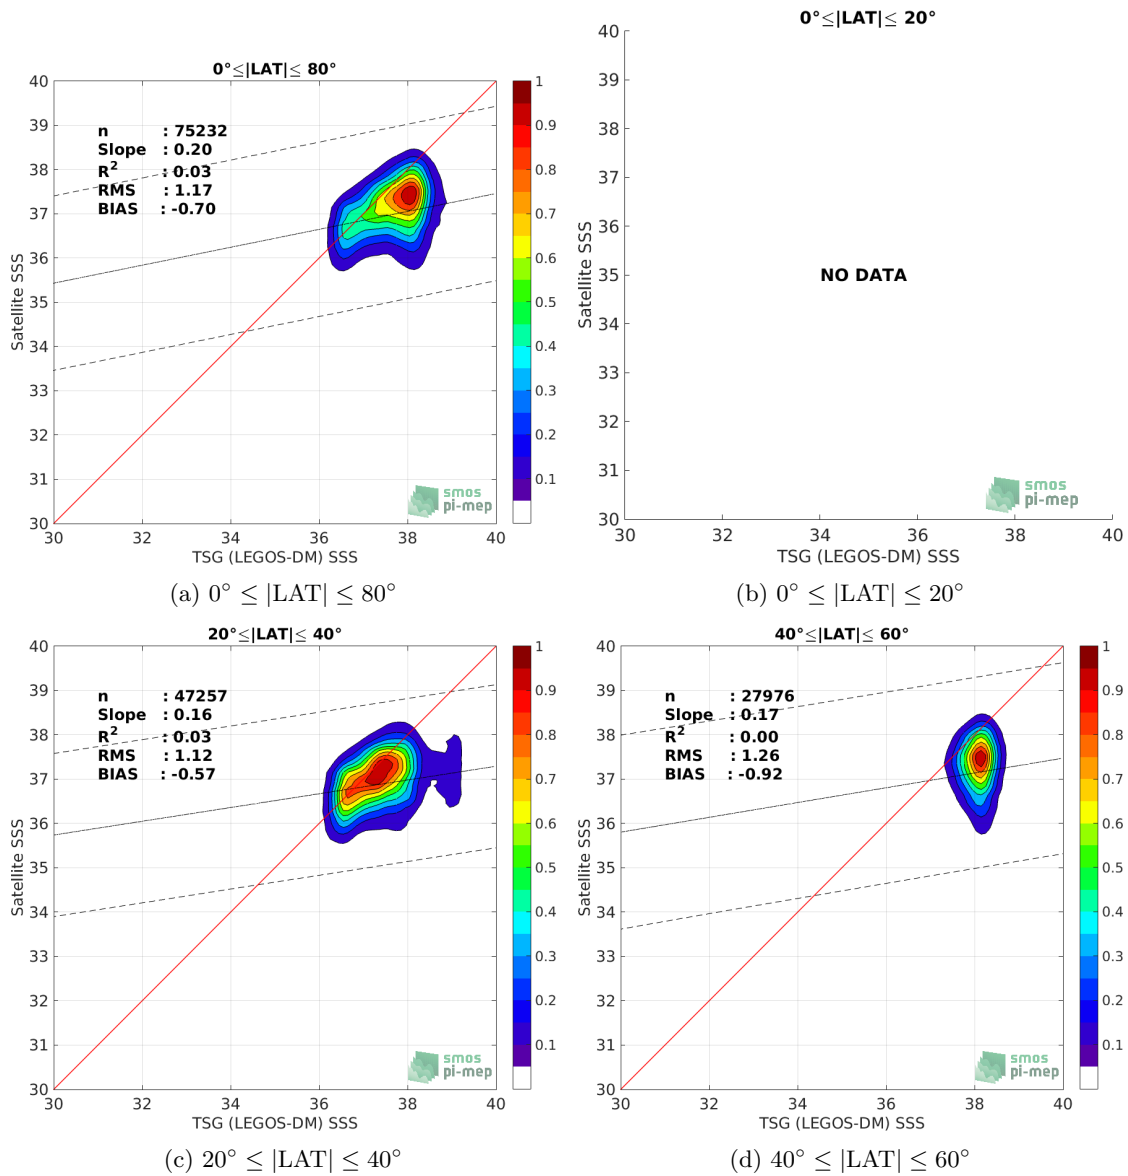 0°≤|LAT|≤ 80°
n : 75232
Slope : 0.20
R2 : 0.03
RMS : 1.17
BIAS : -0.70
40
39
38
37
36
35
34
33
32
31
30
Satellite SSS
30 32 34 36 38 40
TSG (LEGOS-DM) SSS
1
0.9
0.8
0.7
0.6
0.5
0.4
0.3
0.2
0.1
smos
pi-mep
(a) 0° ≤ |LAT| ≤ 80°
0°≤|LAT|≤ 20°
40
39
38
37
36
35
34
33
32
31
30
Satellite SSS
NO DATA
30 32 34 36 38 40
TSG (LEGOS-DM) SSS
smos
pi-mep
(b) 0° ≤ |LAT| ≤ 20°
20°≤|LAT|≤ 40°
n : 47257
Slope : 0.16
R2 : 0.03
RMS : 1.12
BIAS : -0.57
40
39
38
37
36
35
34
33
32
31
30
Satellite SSS
30 32 34 36 38 40
TSG (LEGOS-DM) SSS
1
0.9
0.8
0.7
0.6
0.5
0.4
0.3
0.2
0.1
smos
pi-mep
(c) 20° ≤ |LAT| ≤ 40°
40°≤|LAT|≤ 60°
n : 27976
Slope : 0.17
R2 : 0.00
RMS : 1.26
BIAS : -0.92
40
39
38
37
36
35
34
33
32
31
30
Satellite SSS
30 32 34 36 38 40
TSG (LEGOS-DM) SSS
1
0.9
0.8
0.7
0.6
0.5
0.4
0.3
0.2
0.1
smos
pi-mep
(d) 40° ≤ |LAT| ≤ 60°